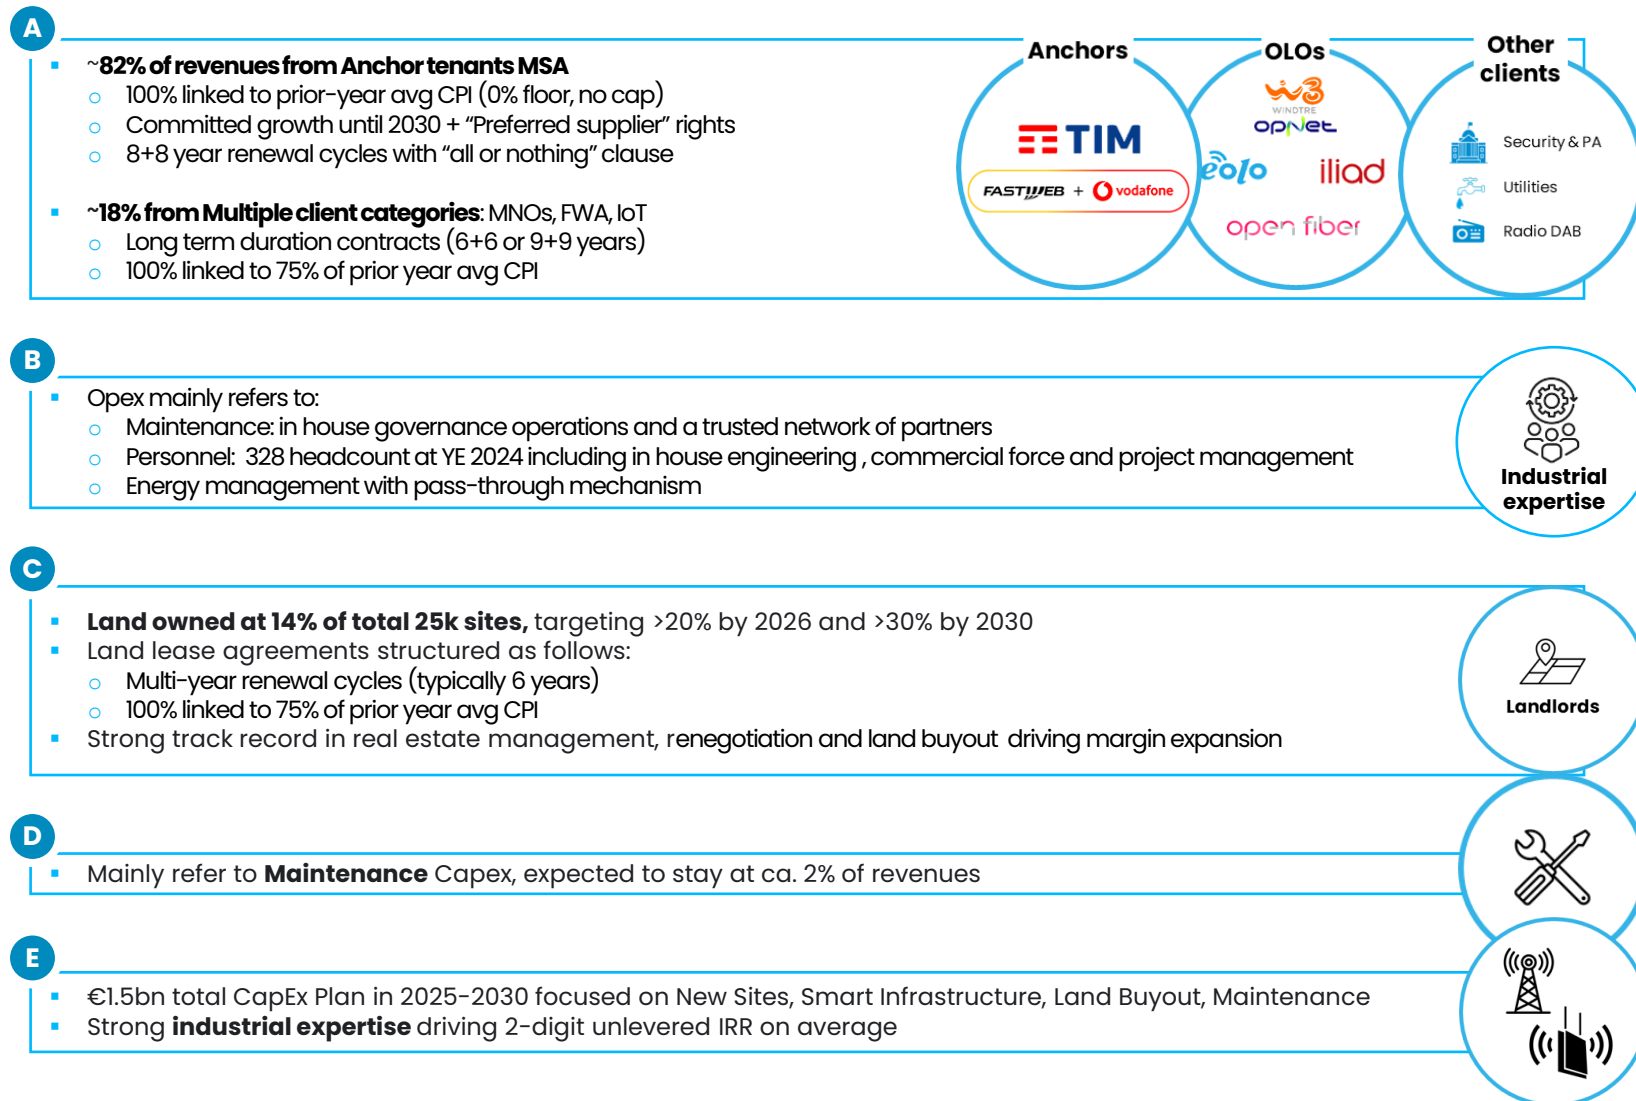 A
~82% of revenues from Anchor tenants MSA
100% linked to prior-year avg CPI (0% floor, no cap)
Committed growth until 2030 + “Preferred supplier” rights
8+8 year renewal cycles with “all or nothing” clause
~18% from Multiple client categories: MNOs, FWA, IoT
Long term duration contracts (6+6 or 9+9 years)
100% linked to 75% of prior year avg CPI
Anchors
TIM
FASTWEB + vodafone
OLOs
W3
WINDTRE
opNet
eolo
iliad
open fiber
Other
clients
Security & PA
Utilities
Radio DAB
B
Opex mainly refers to:
Maintenance: in house governance operations and a trusted network of partners
Personnel: 328 headcount at YE 2024 including in house engineering , commercial force and project management
Energy management with pass-through mechanism
Industrial
expertise
C
Land owned at 14% of total 25k sites, targeting >20% by 2026 and >30% by 2030
Land lease agreements structured as follows:
Multi-year renewal cycles (typically 6 years)
100% linked to 75% of prior year avg CPI
Strong track record in real estate management, renegotiation and land buyout driving margin expansion
Landlords
D
Mainly refer to Maintenance Capex, expected to stay at ca. 2% of revenues
E
€1.5bn total CapEx Plan in 2025-2030 focused on New Sites, Smart Infrastructure, Land Buyout, Maintenance
Strong industrial expertise driving 2-digit unlevered IRR on average